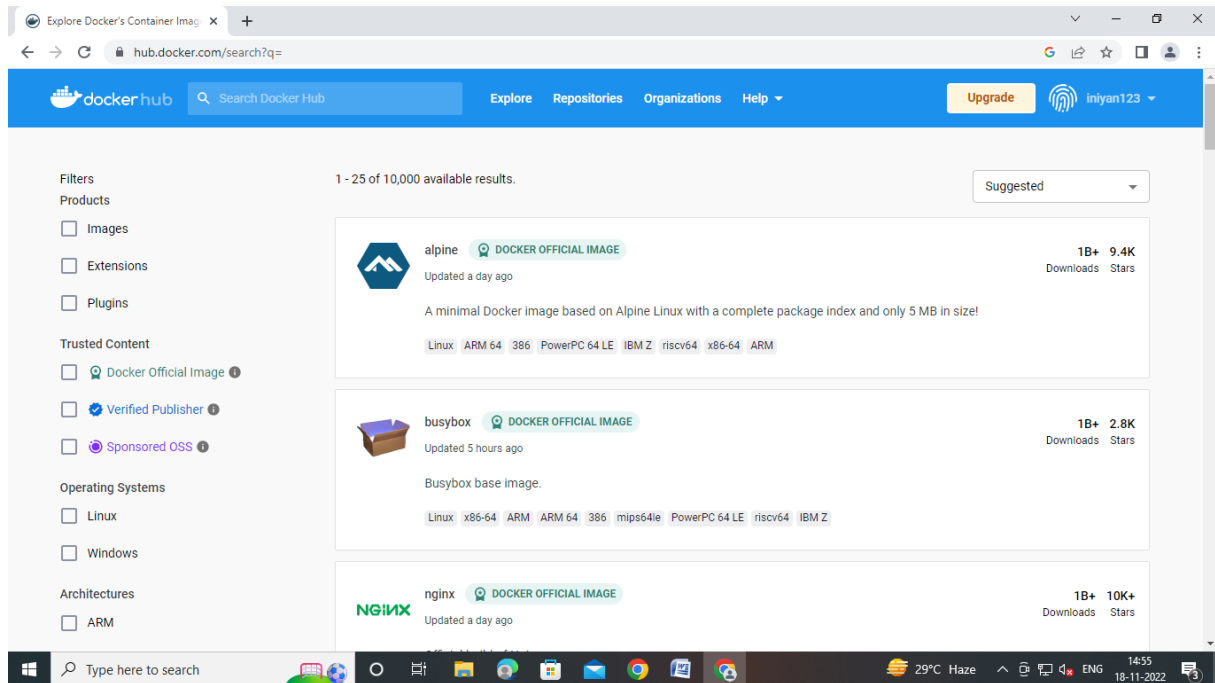 Explore Docker's Container Imag
hub.docker.com/search?q=
docker hub
Search Docker Hub
Explore Repositories Organizations Help
Upgrade
iniyan123
Filters
Products
Images
Extensions
Plugins
Trusted Content
Docker Official Image
Verified Publisher
Sponsored OSS
Operating Systems
Linux
Windows
Architectures
ARM
1 - 25 of 10,000 available results.
Suggested
alpine DOCKER OFFICIAL IMAGE
Updated a day ago
1B+ 9.4K
Downloads Stars
A minimal Docker image based on Alpine Linux with a complete package index and only 5 MB in size!
Linux ARM 64 386 PowerPC 64 LE IBM Z riscv64 x86-64 ARM
busybox DOCKER OFFICIAL IMAGE
Updated 5 hours ago
1B+ 2.8K
Downloads Stars
Busybox base image.
Linux x86-64 ARM ARM 64 386 mips64le PowerPC 64 LE riscv64 IBM Z
NGINX
nginx DOCKER OFFICIAL IMAGE
Updated a day ago
1B+ 10K+
Downloads Stars
Type here to search
29°C Haze
ENG
14:55
18-11-2022
3